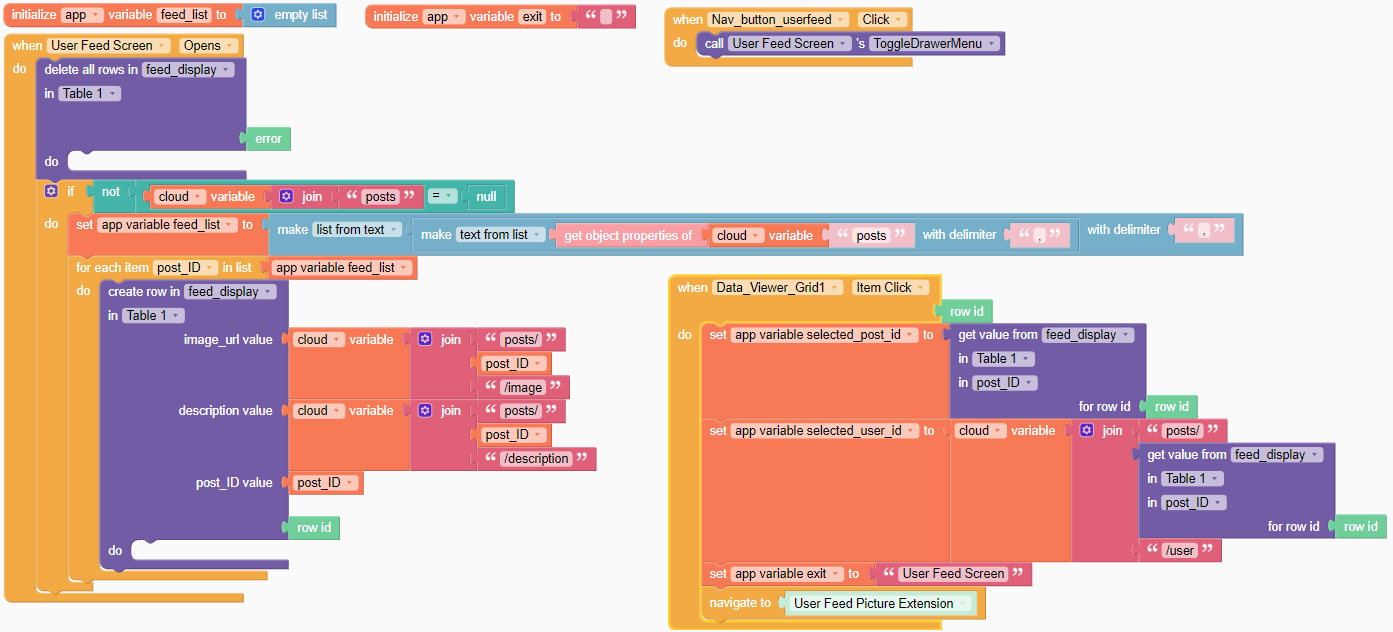 initialize app variable feed_list to empty list
initialize app variable exit to “ ”
when Nav_button_userfeed Click
do call User Feed Screen 's ToggleDrawerMenu
when User Feed Screen Opens
do delete all rows in feed_display
in Table 1
error
do
if not cloud variable join “ posts ” = null
do set app variable feed_list to make list from text make text from list get object properties of cloud variable “ posts ” with delimiter “ , ” with delimiter “ , ”
for each item post_ID in list app variable feed_list
do create row in feed_display
in Table 1
image_url value cloud variable join “ posts/ ”
post_ID
“ /image ”
description value cloud variable join “ posts/ ”
post_ID
“ /description ”
post_ID value post_ID
row id
do
when Data_Viewer_Grid1 Item Click
row id
do set app variable selected_post_id to get value from feed_display
in Table 1
in post_ID
for row id row id
set app variable selected_user_id to cloud variable join “ posts/ ”
get value from feed_display
in Table 1
in post_ID
for row id row id
“ /user ”
set app variable exit to “ User Feed Screen ”
navigate to User Feed Picture Extension